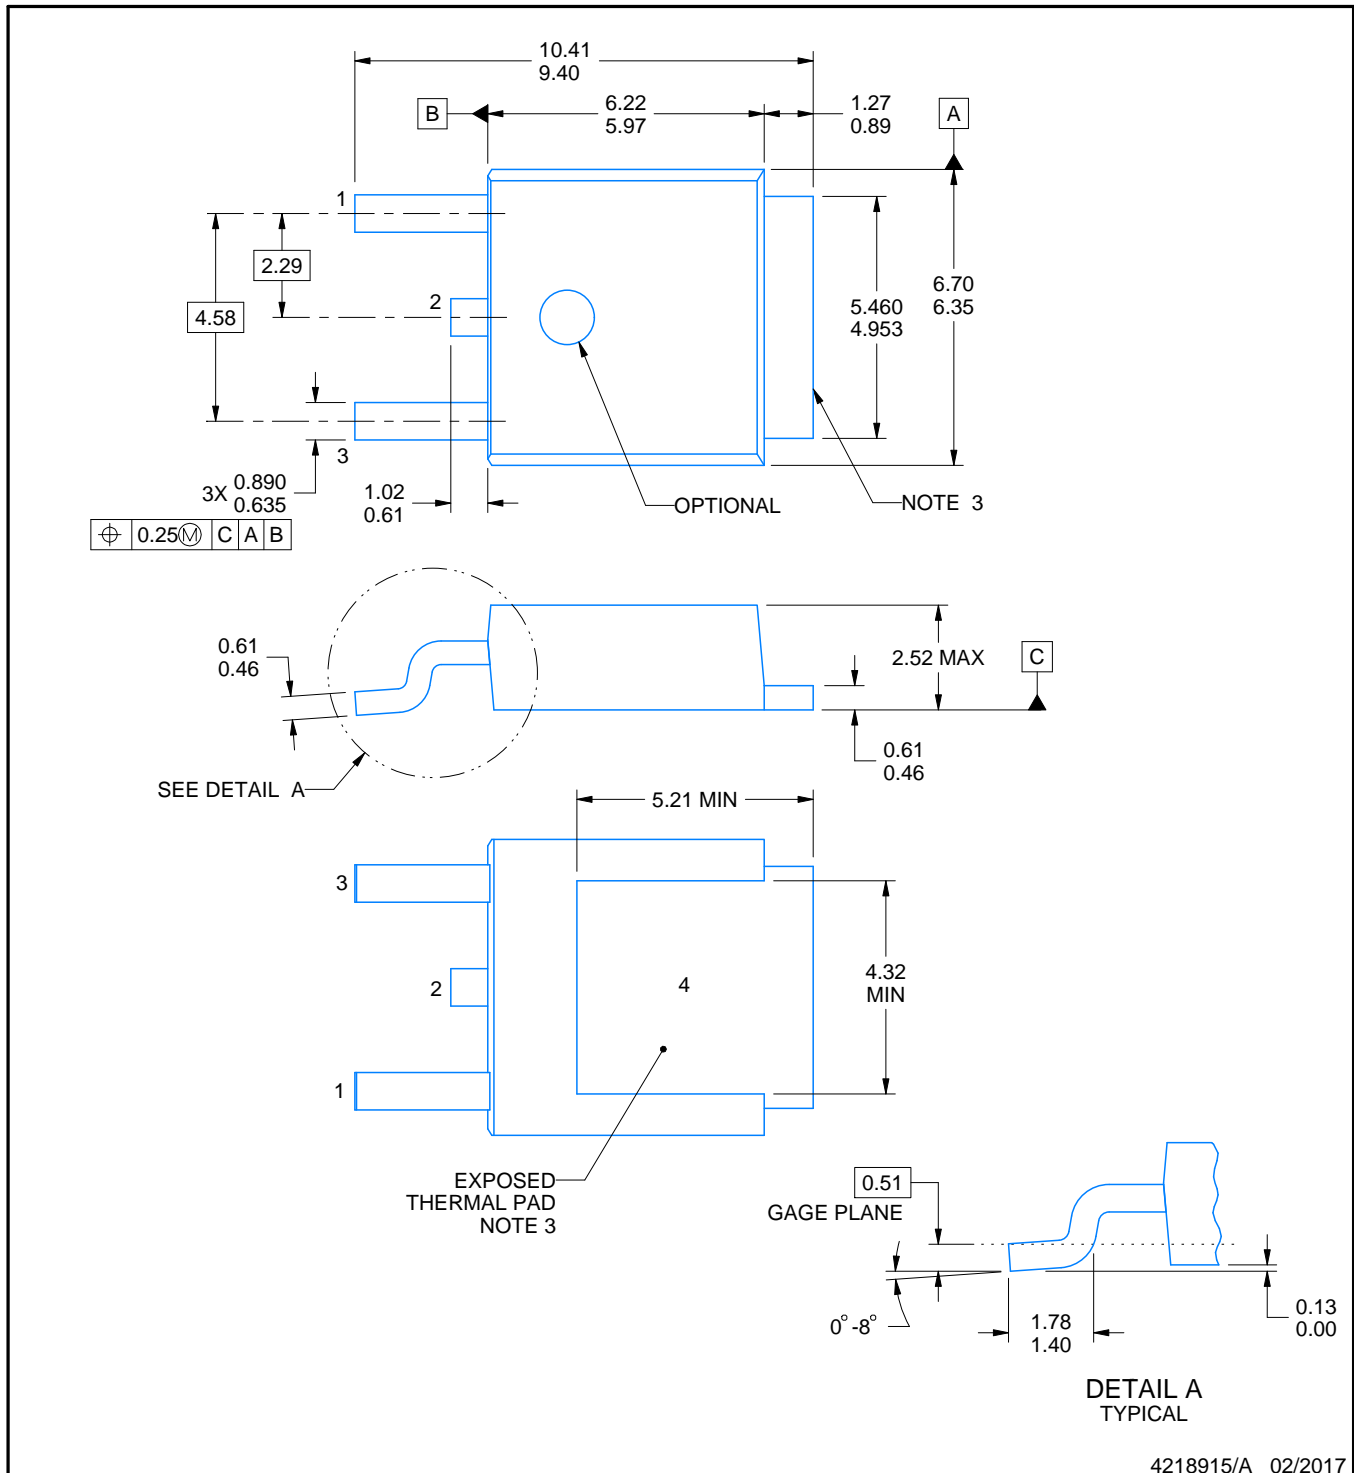 10.41
9.40
B
6.22
5.97
1.27
0.89
A
1
2.29
2
4.58
5.460
4.953
6.70
6.35
3
3X 0.890
0.635
1.02
0.61
OPTIONAL
NOTE 3
⌖ 0.25Ⓜ C A B
0.61
0.46
2.52 MAX
C
0.61
0.46
SEE DETAIL A
5.21 MIN
3
2
4
4.32
MIN
1
EXPOSED
THERMAL PAD
NOTE 3
0.51
GAGE PLANE
0°-8°
1.78
1.40
0.13
0.00
DETAIL A
TYPICAL
4218915/A 02/2017